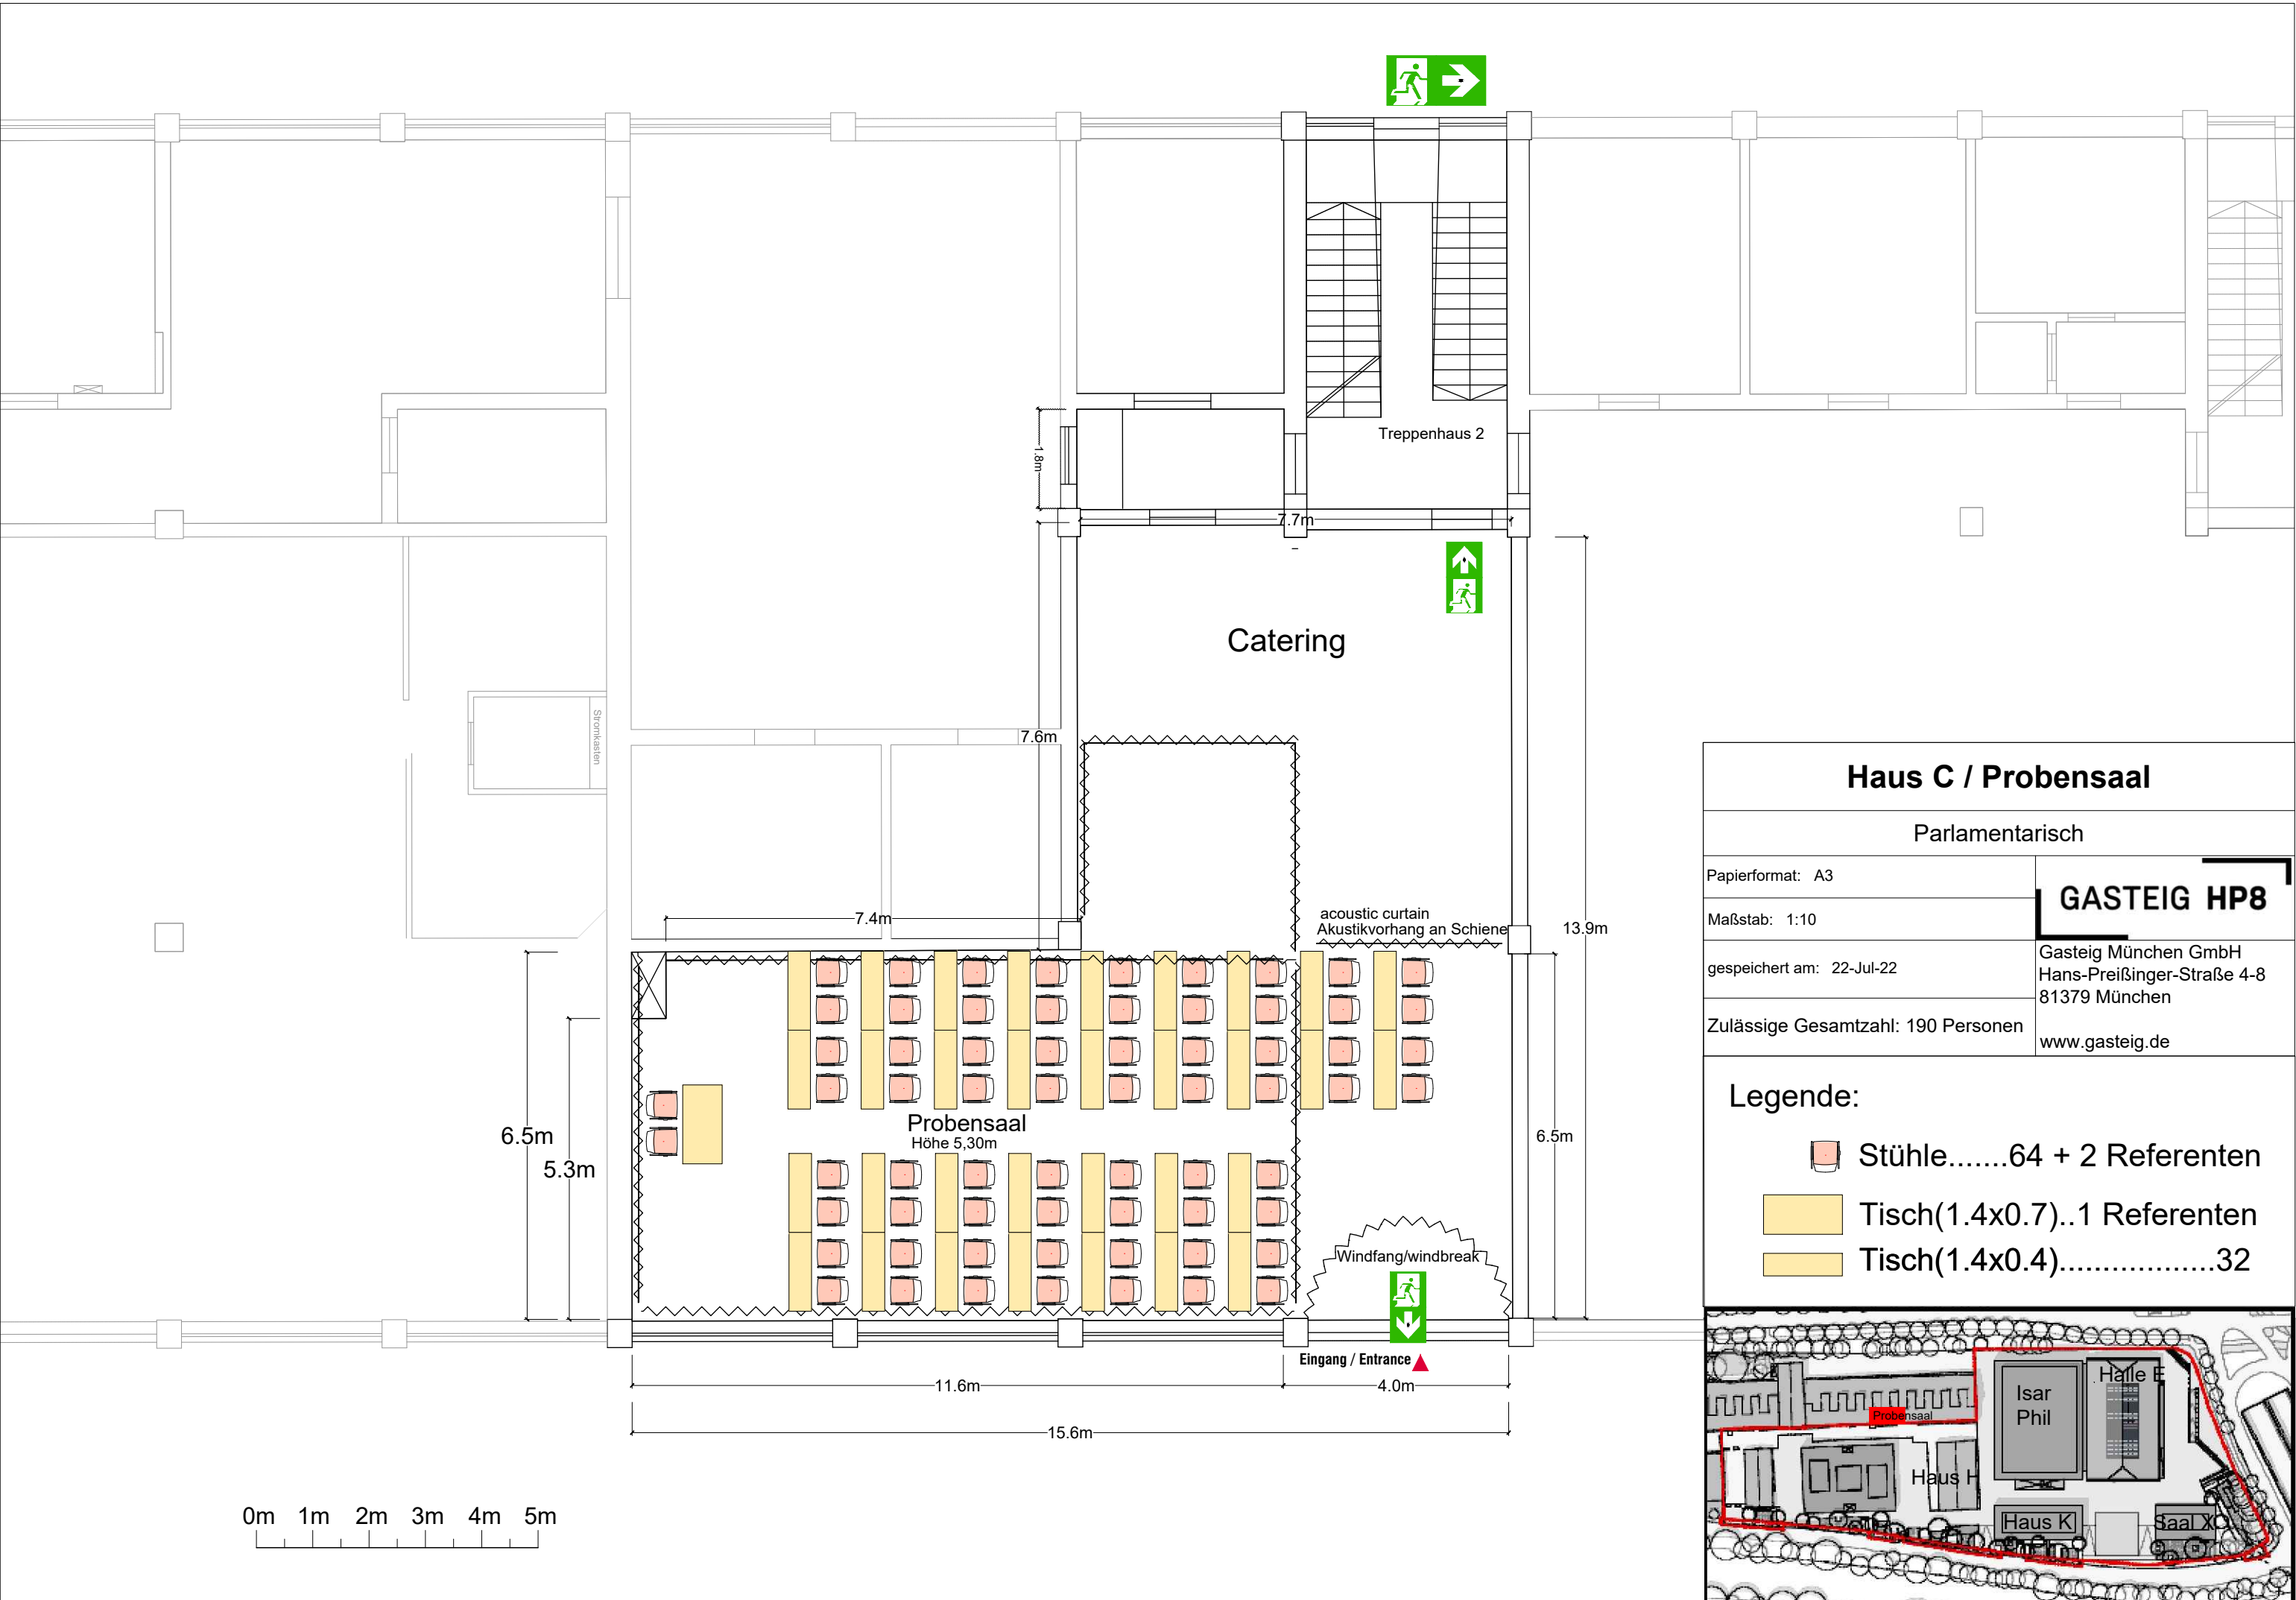 Treppenhaus 2
1.8m
7.7m
Catering
Stromkasten
7.6m
7.4m
acoustic curtain
Akustikvorhang an Schiene
13.9m
Probensaal
Höhe 5,30m
6.5m
5.3m
6.5m
Windfang/windbreak
Eingang / Entrance
11.6m
4.0m
15.6m
0m 1m 2m 3m 4m 5m
Haus C / Probensaal
Parlamentarisch
Papierformat: A3
Maßstab: 1:10
gespeichert am: 22-Jul-22
Zulässige Gesamtzahl: 190 Personen
GASTEIG HP8
Gasteig München GmbH
Hans-Preißinger-Straße 4-8
81379 München
www.gasteig.de
Legende:
Stühle.......64 + 2 Referenten
Tisch(1.4x0.7)..1 Referenten
Tisch(1.4x0.4)..................32
Halle E
Isar
Phil
Probensaal
Haus H
Haus K
Saal X